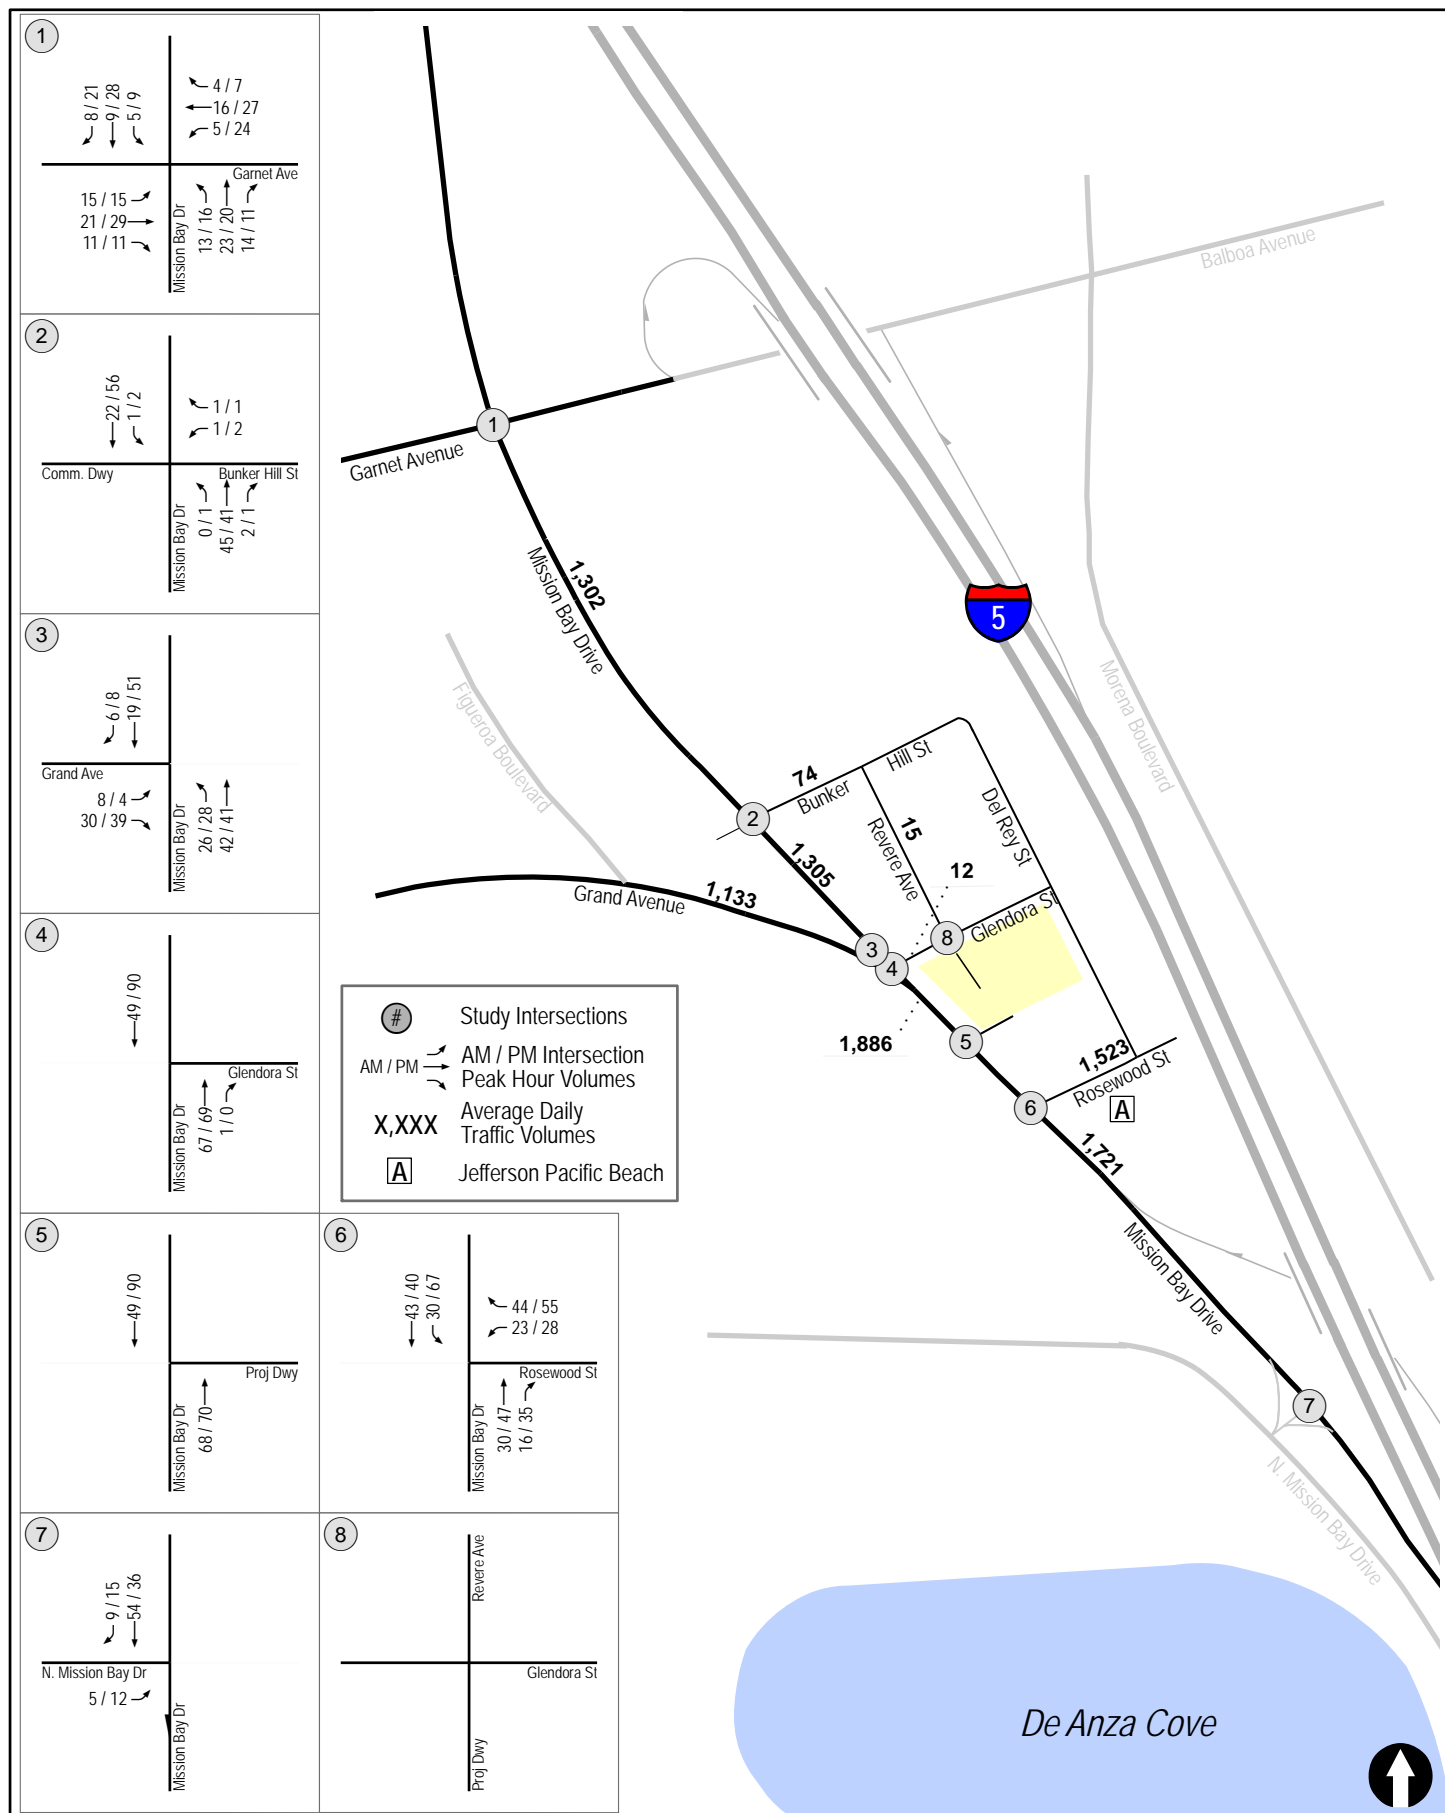 1
8 / 21
9 / 28
5 / 9
4 / 7
16 / 27
5 / 24
Garnet Ave
15 / 15
21 / 29
11 / 11
Mission Bay Dr
13 / 16
23 / 20
14 / 11
2
22 / 56
1 / 2
1 / 1
1 / 2
Comm. Dwy
Bunker Hill St
Mission Bay Dr
0 / 1
45 / 41
2 / 1
3
6 / 8
19 / 51
Grand Ave
8 / 4
30 / 39
Mission Bay Dr
26 / 28
42 / 41
4
49 / 90
Glendora St
Mission Bay Dr
67 / 69
1 / 0
5
49 / 90
Proj Dwy
Mission Bay Dr
68 / 70
6
43 / 40
30 / 67
44 / 55
23 / 28
Rosewood St
Mission Bay Dr
30 / 47
16 / 35
7
9 / 15
54 / 36
N. Mission Bay Dr
5 / 12
Mission Bay Dr
8
Revere Ave
Glendora St
Proj Dwy
Balboa Avenue
1
Garnet Avenue
1,302
Mission Bay Drive
5
Figueroa Boulevard
Morena Boulevard
74
Bunker
Hill St
2
15
Revere Ave
Del Rey St
1,305
12
1,133
Grand Avenue
Glendora St
8
3
4
1,886
5
1,523
Rosewood St
6
A
1,721
Mission Bay Drive
7
N. Mission Bay Drive
De Anza Cove
#
Study Intersections
AM / PM
AM / PM Intersection
Peak Hour Volumes
X,XXX
Average Daily
Traffic Volumes
A
Jefferson Pacific Beach